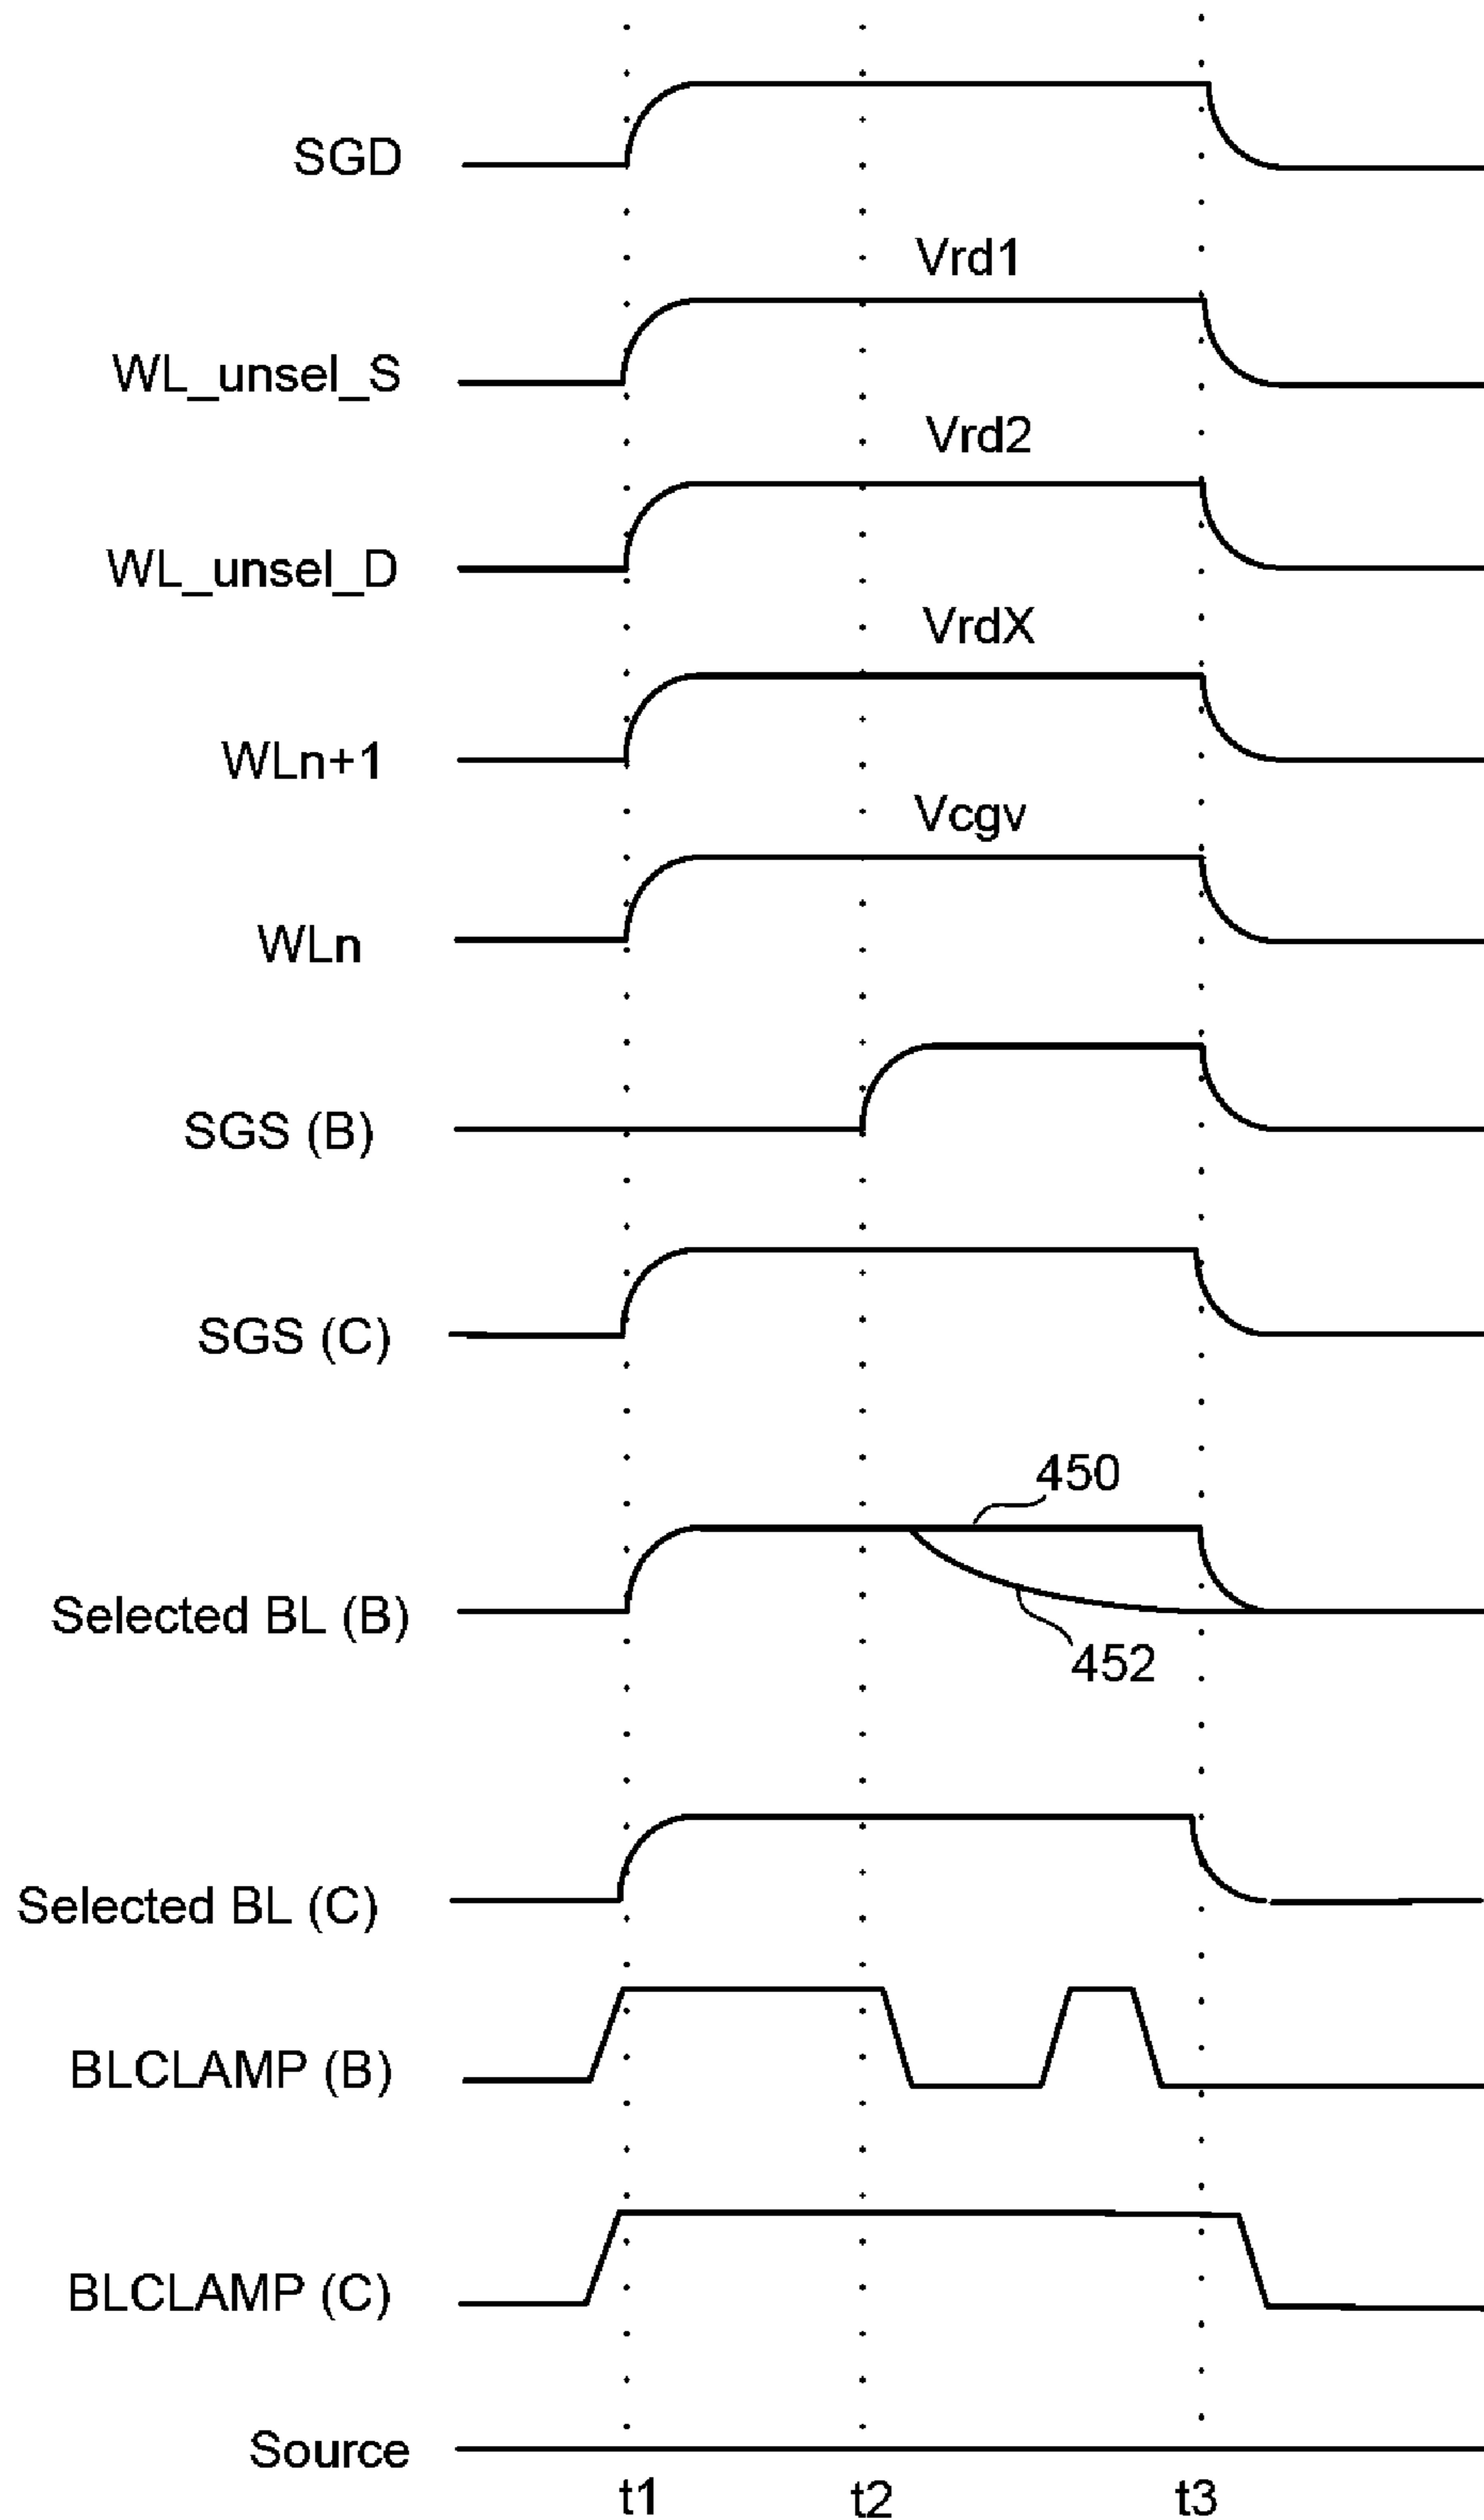 SGD
Vrd1
WL_unsel_S
Vrd2
WL_unsel_D
VrdX
WLn+1
Vcgv
WLn
SGS (B)
SGS (C)
450
Selected BL (B)
452
Selected BL (C)
BLCLAMP (B)
BLCLAMP (C)
Source
t1 t2 t3